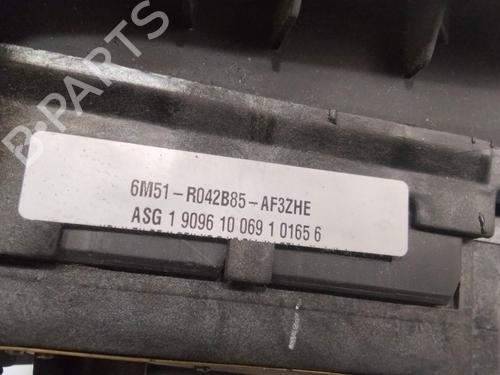 B-PARTS
6M51-R042B85-AF3ZHE
ASG 1 9096 10 069 1 0165 6